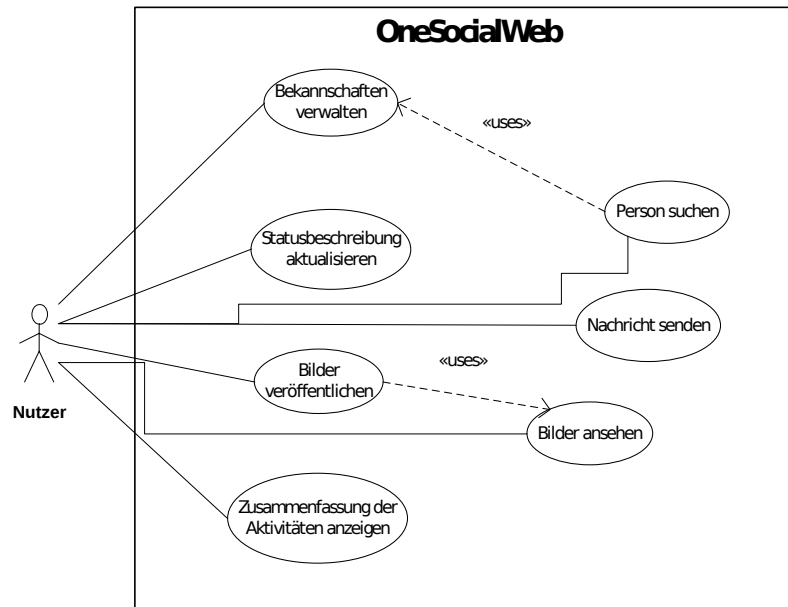 OneSocialWeb
Bekannschaften
verwalten
«uses»
Person suchen
Statusbeschreibung
aktualisieren
Nachricht senden
Bilder
veröffentlichen
«uses»
Nutzer
Bilder ansehen
Zusammenfassung der
Aktivitäten anzeigen